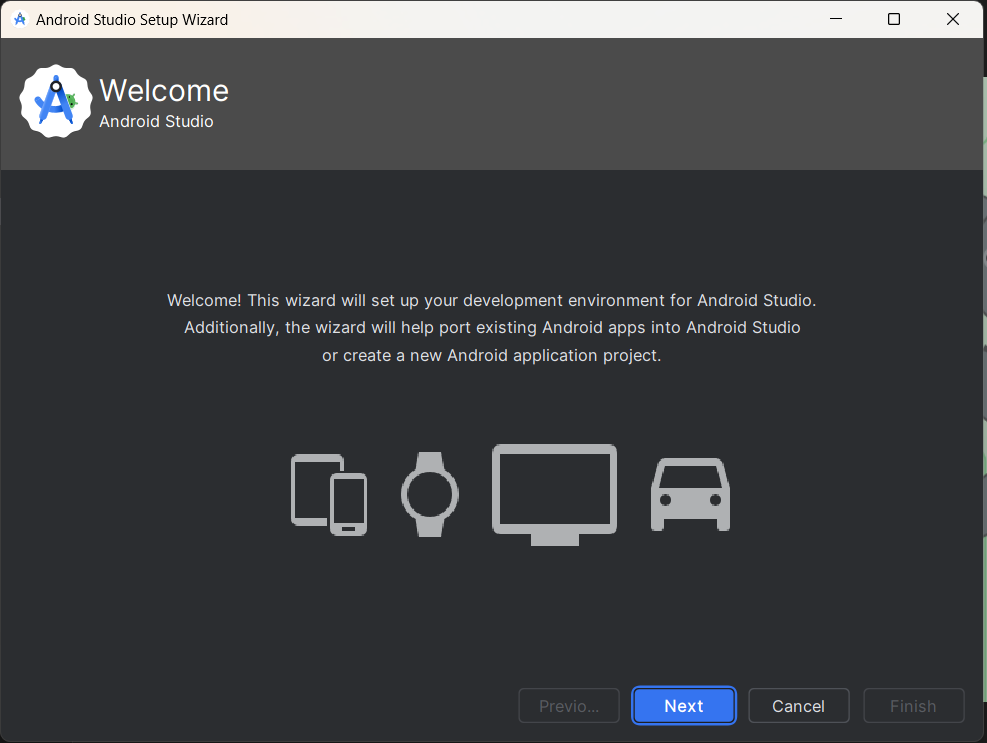 Android Studio Setup Wizard
Welcome
Android Studio
Welcome! This wizard will set up your development environment for Android Studio.
Additionally, the wizard will help port existing Android apps into Android Studio
or create a new Android application project.
Previo... Next Cancel Finish